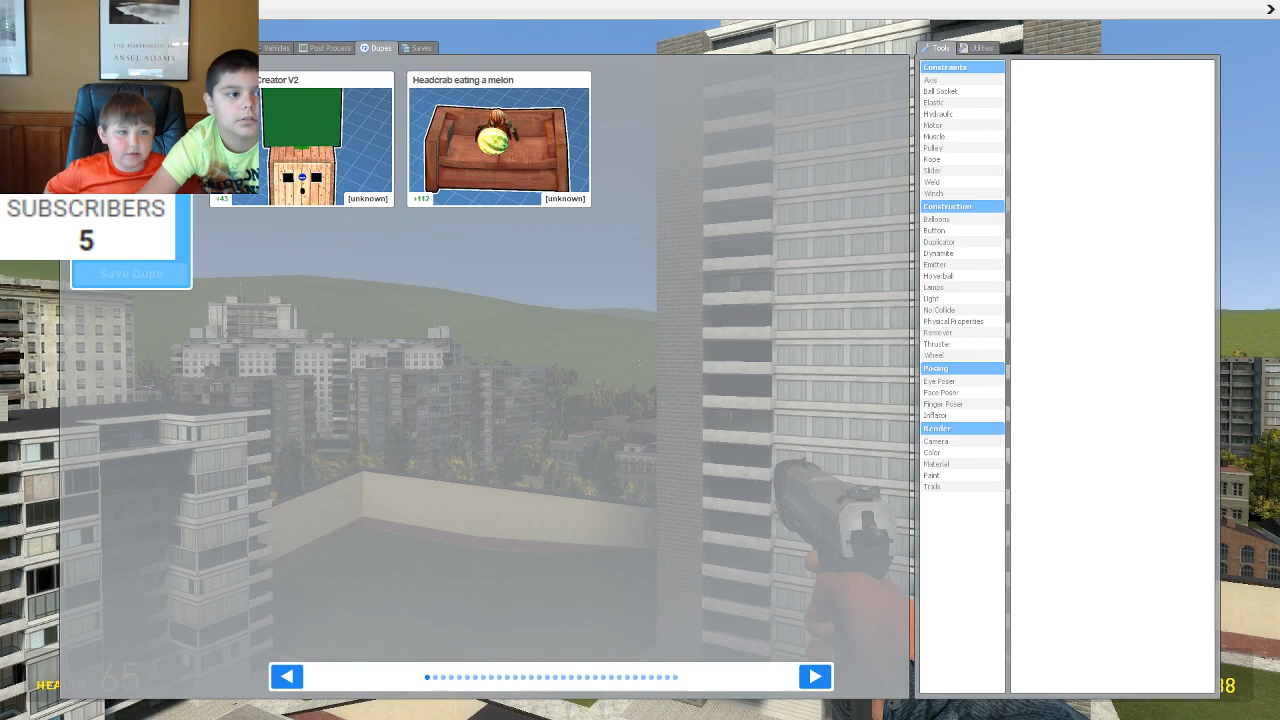 THE PORTFOLIOS OF
ANSEL ADAMS
SUBSCRIBERS
5
Save Dupe
Vehicles
Post Process
Dupes
Saves
Creator V2
+43
[unknown]
Headcrab eating a melon
+112
[unknown]
HEALTH 65
Tools
Utilities
Constraints
Axis
Ball Socket
Elastic
Hydraulic
Motor
Muscle
Pulley
Rope
Slider
Weld
Winch
Construction
Balloons
Button
Duplicator
Dynamite
Emitter
Hoverball
Lamps
Light
No Collide
Physical Properties
Remover
Thruster
Wheel
Posing
Eye Poser
Face Poser
Finger Poser
Inflator
Render
Camera
Color
Material
Paint
Trails